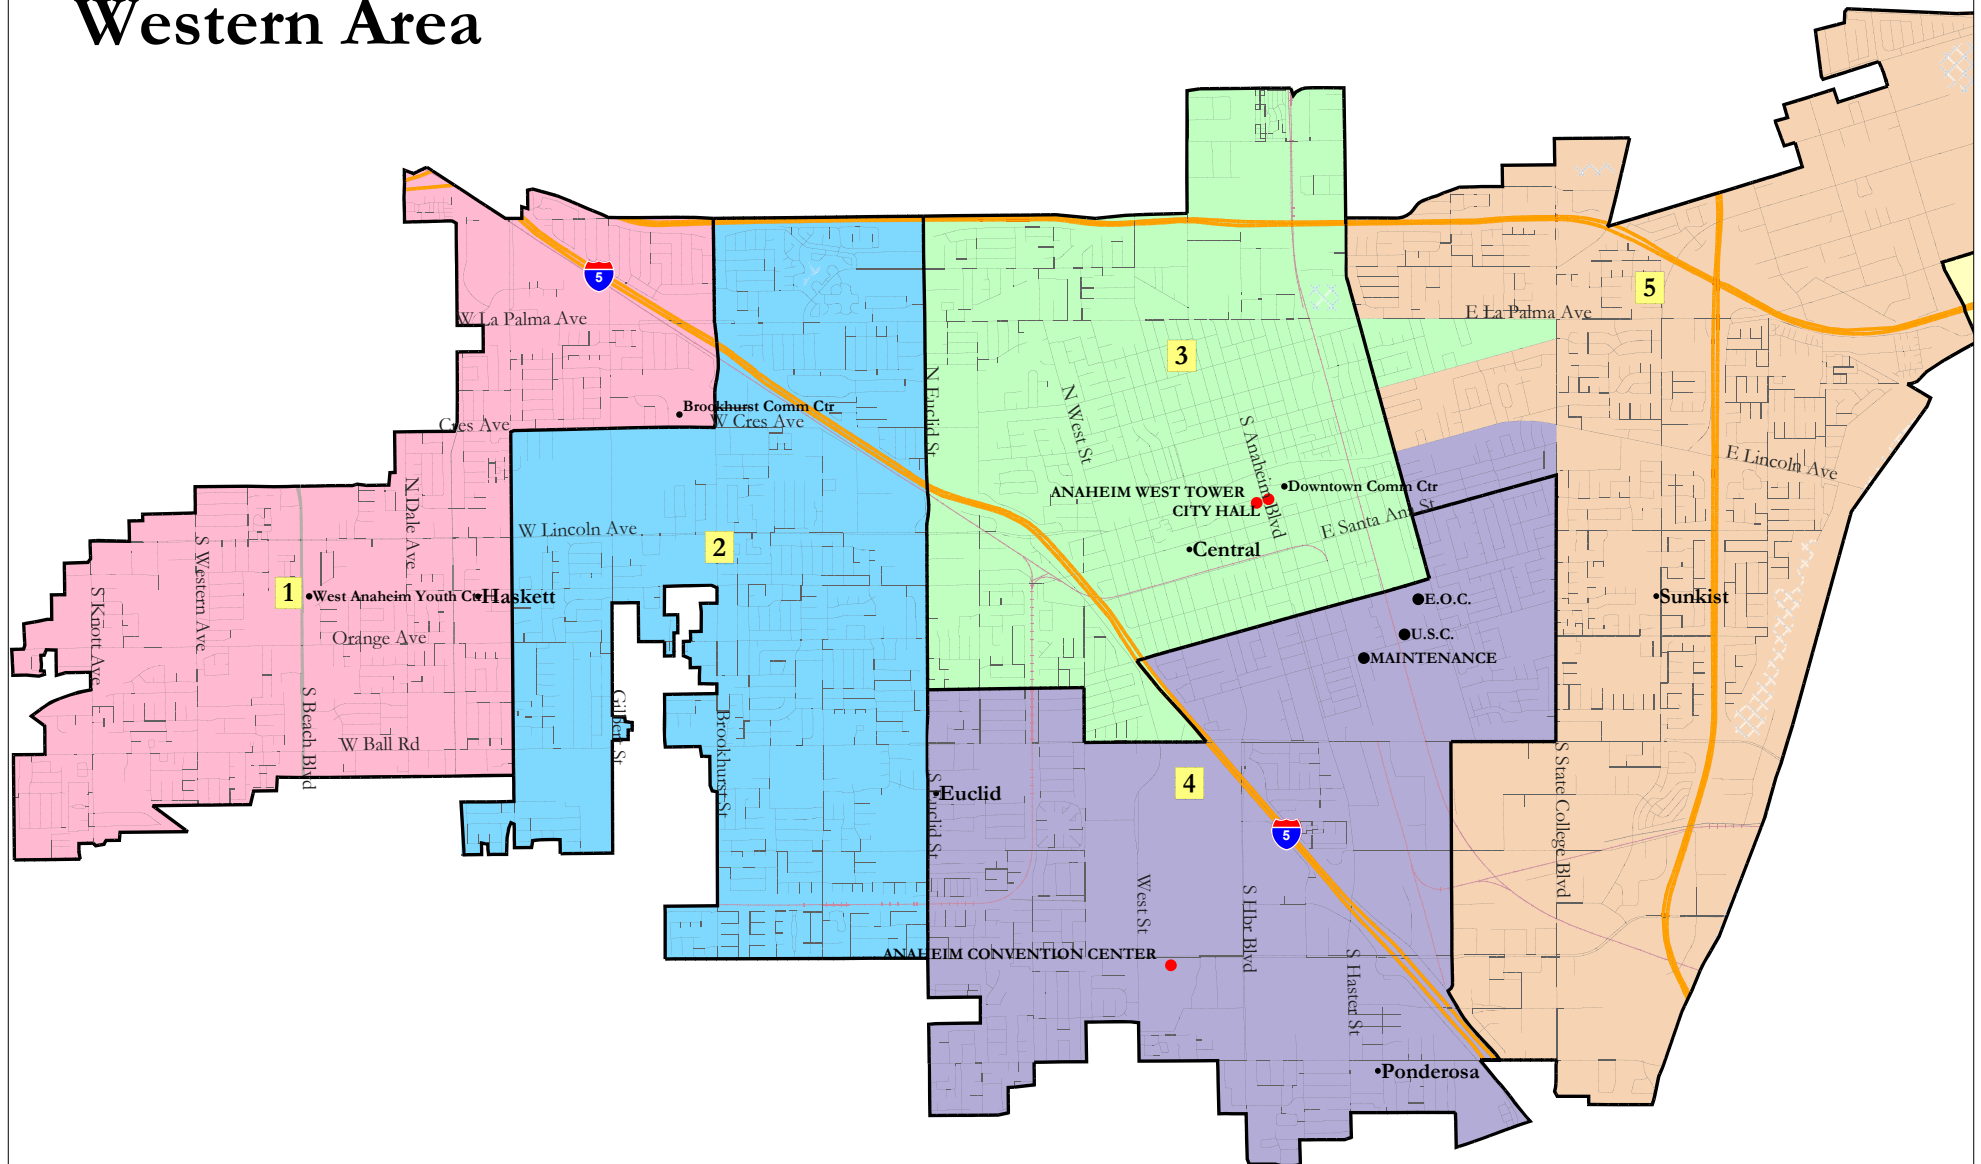 Western Area
5
5
W La Palma Ave
E La Palma Ave
3
N Euclid St
N West St
Brookhurst Comm Ctr
W Cres Ave
Cres Ave
S Anaheim Blvd
E Lincoln Ave
N Dale Ave
ANAHEIM WEST TOWER
Downtown Comm Ctr
CITY HALL
E Santa Ana St
W Lincoln Ave
2
Central
S Western Ave
S Knott Ave
1
West Anaheim Youth Ctr
Haskett
E.O.C.
Sunkist
Orange Ave
U.S.C.
MAINTENANCE
S Beach Blvd
Gilbert St
Brookhurst St
W Ball Rd
S State College Blvd
4
S Euclid St
Euclid
5
West St
S Hbr Blvd
ANAHEIM CONVENTION CENTER
S Haster St
Ponderosa